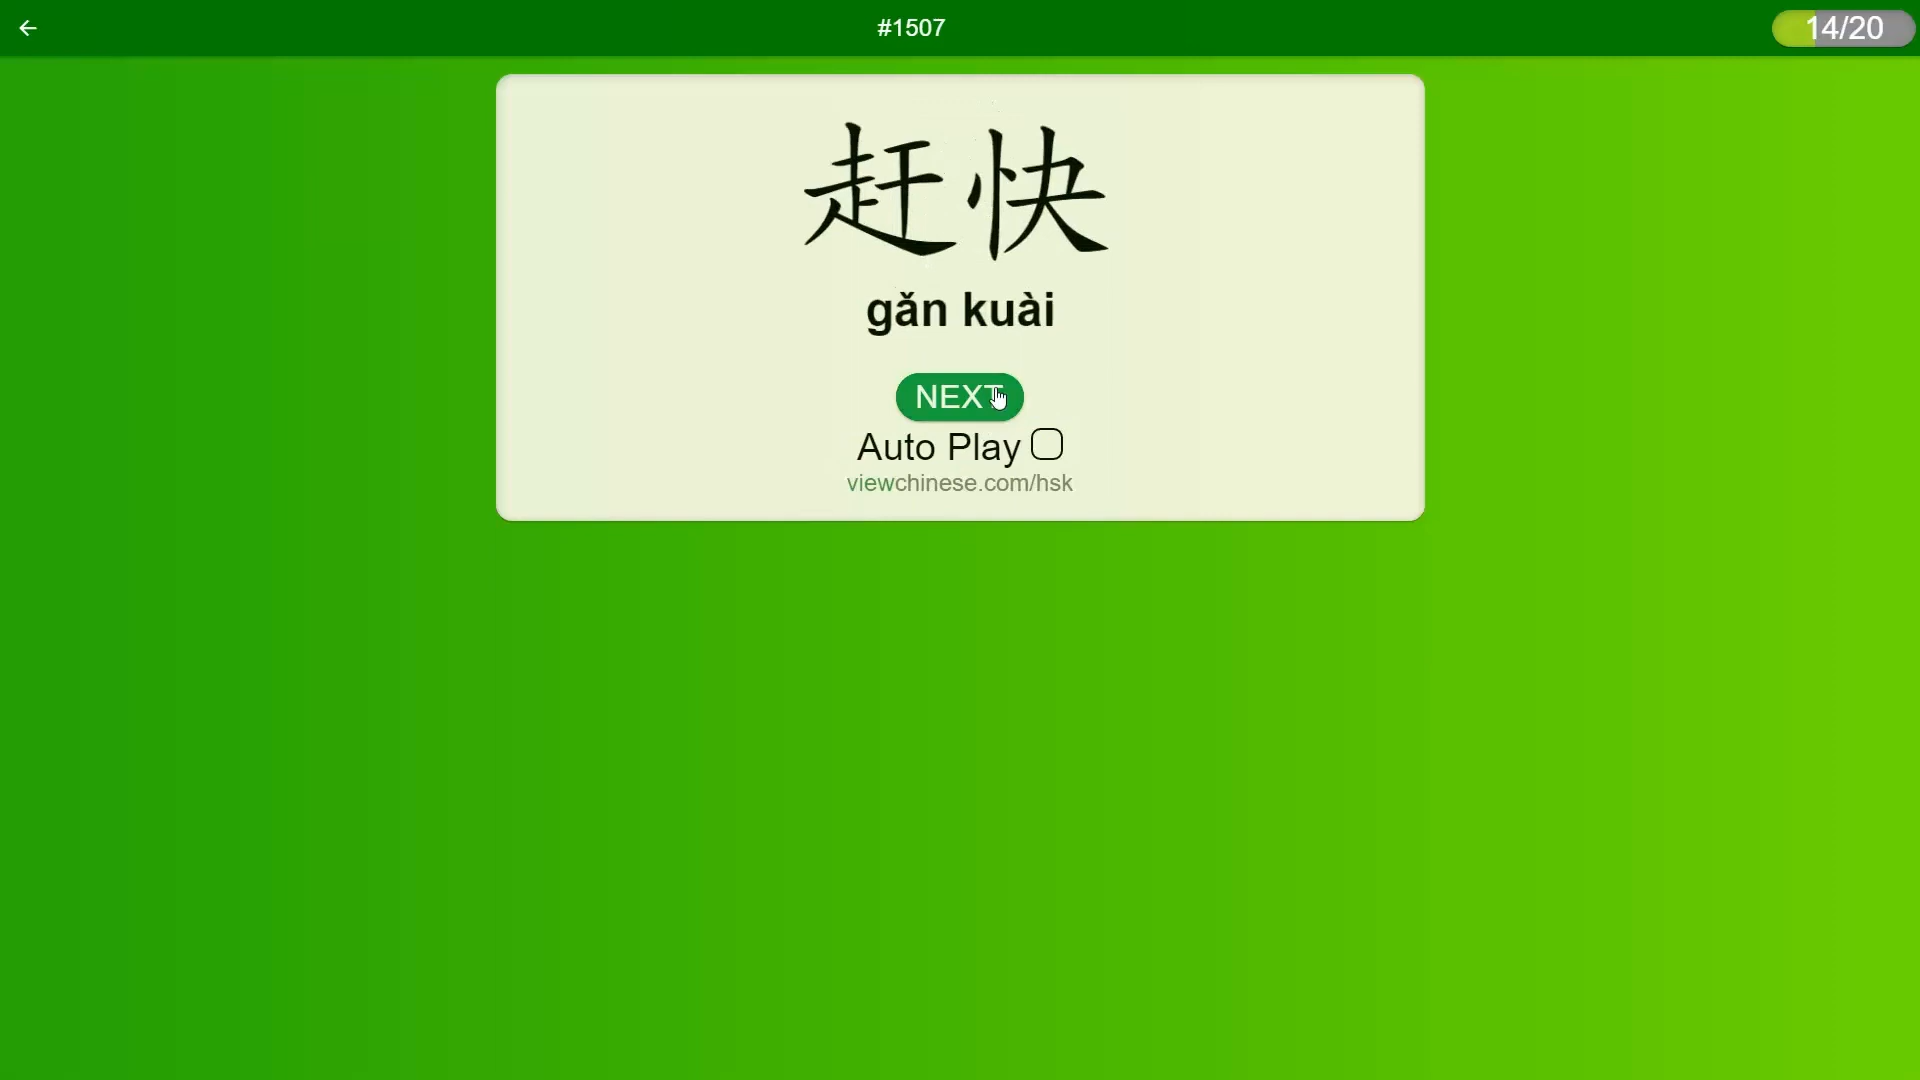 #1507
14/20
赶快
gǎn kuài
NEXT
Auto Play
viewchinese.com/hsk